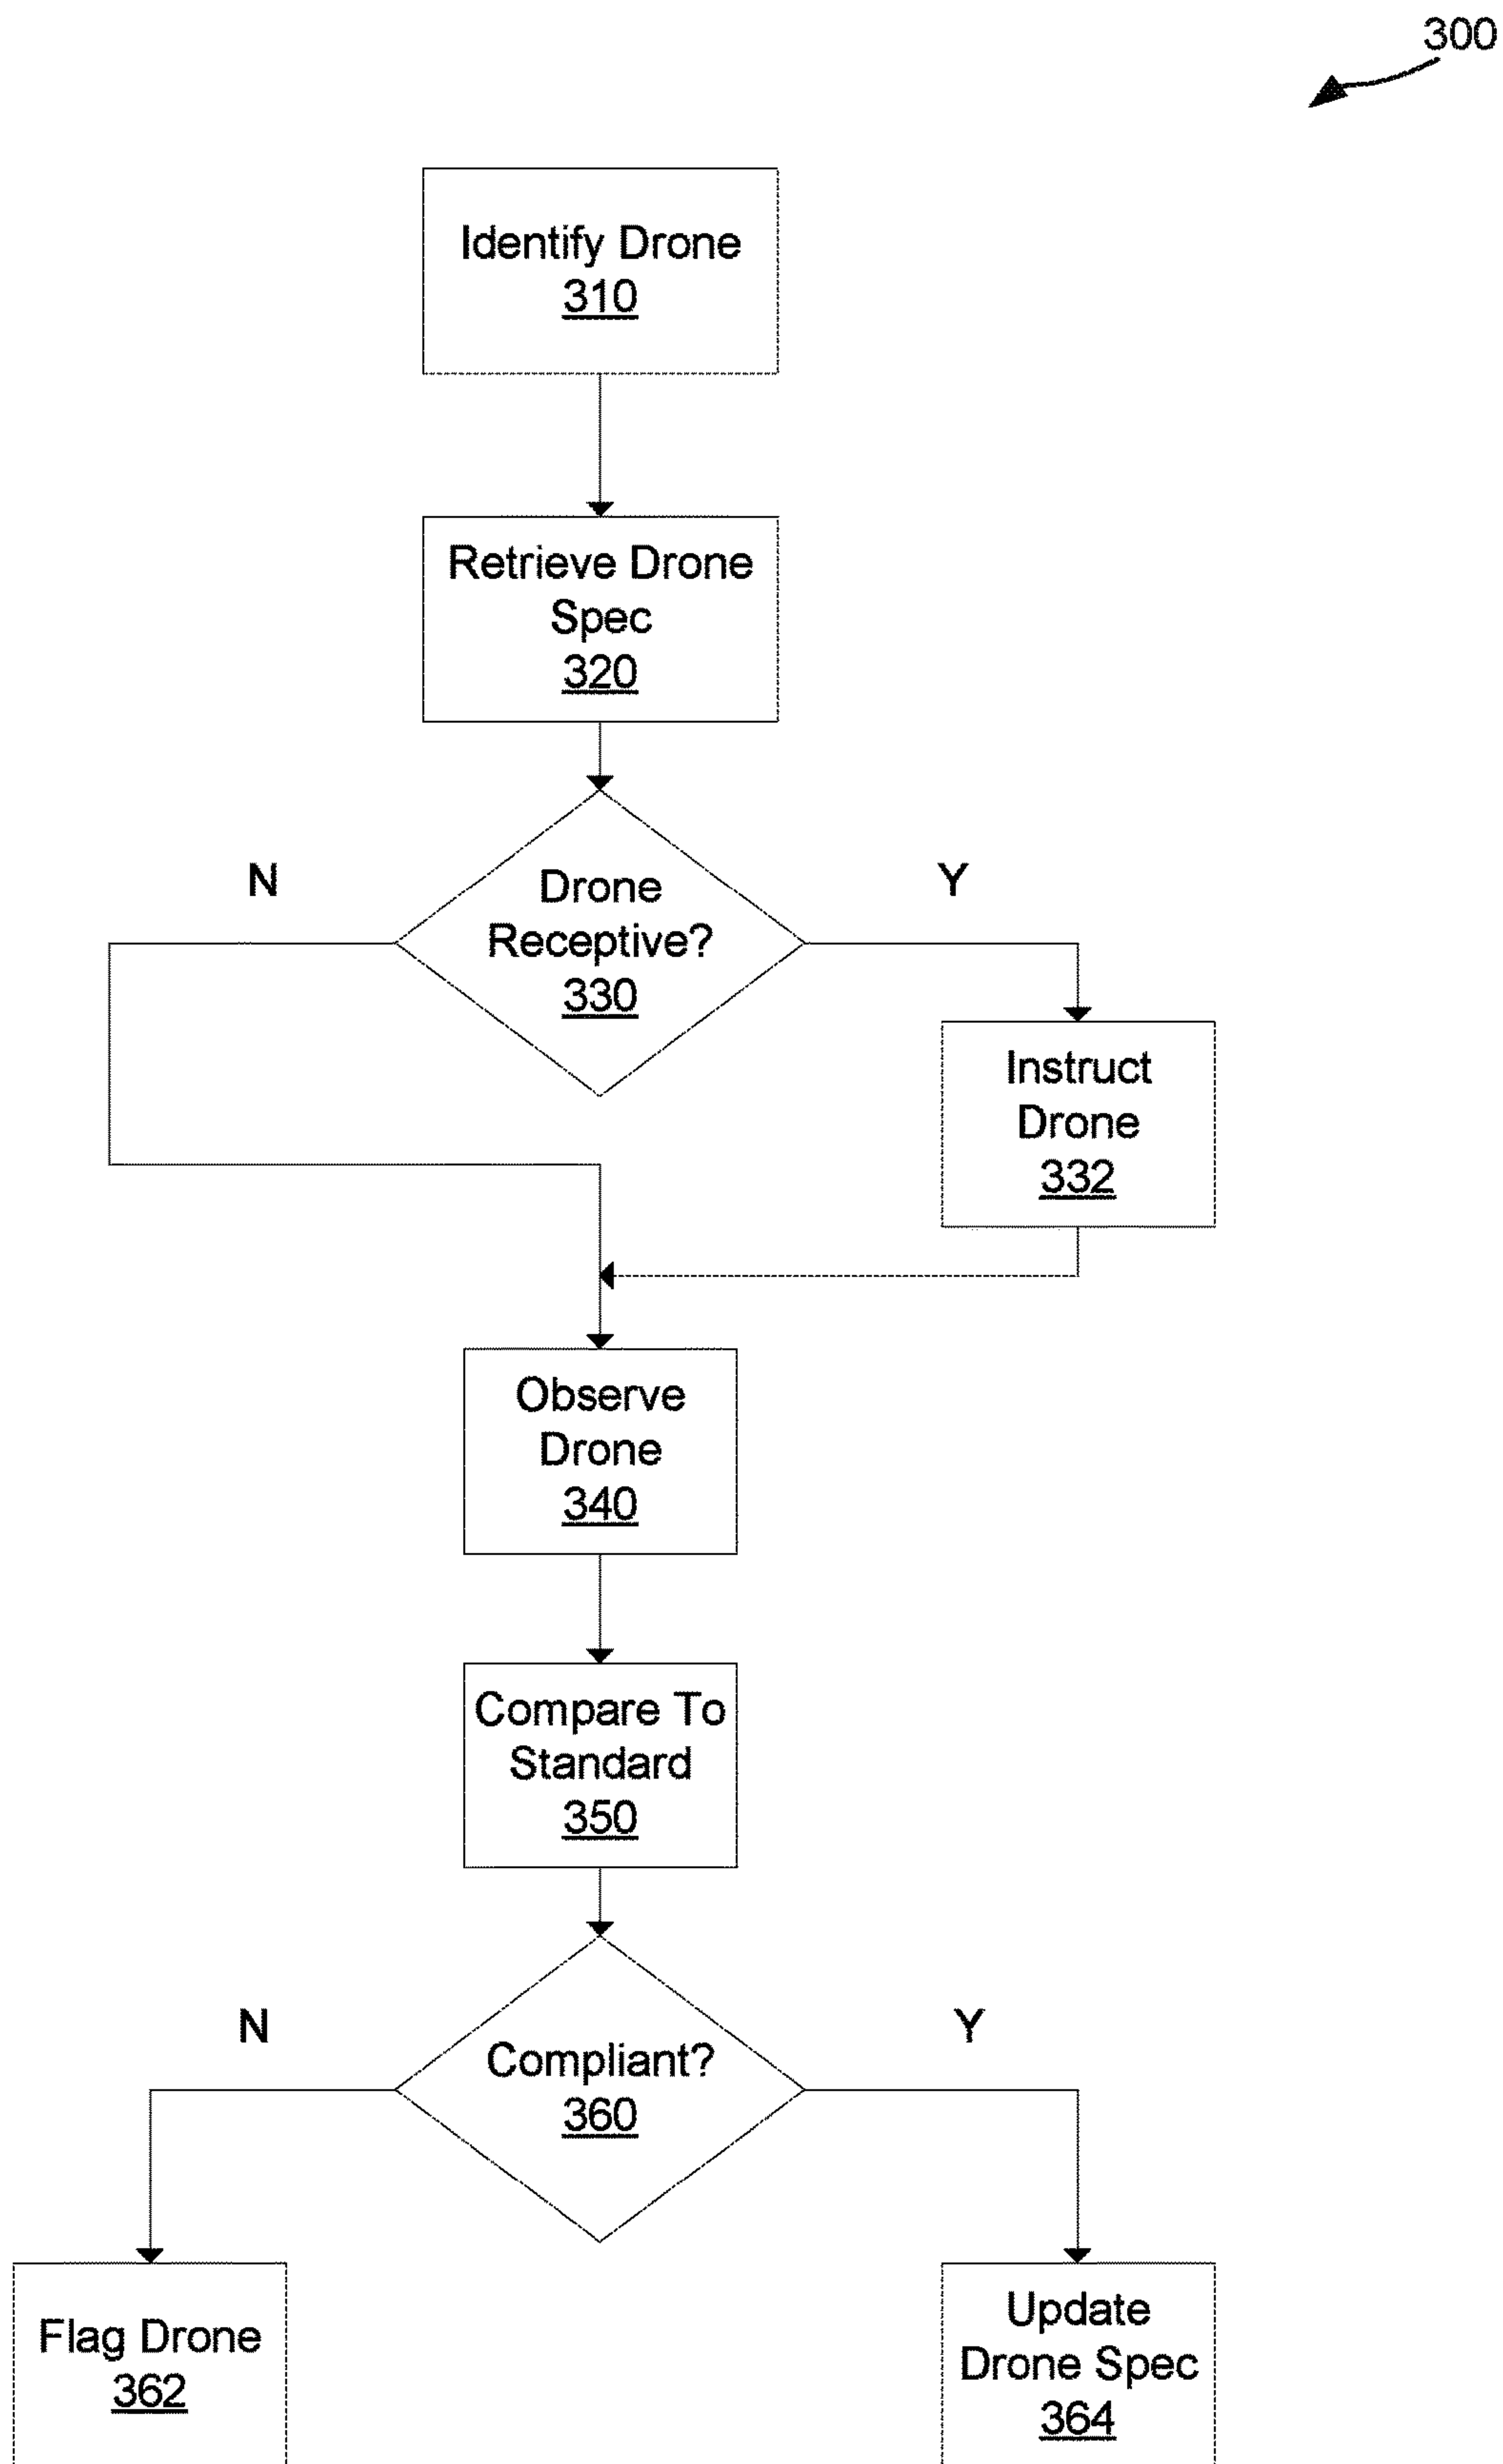 300
Identify Drone
310
Retrieve Drone
Spec
320
N
Y
Drone
Receptive?
330
Instruct
Drone
332
Observe
Drone
340
Compare To
Standard
350
N
Y
Compliant?
360
Flag Drone
362
Update
Drone Spec
364